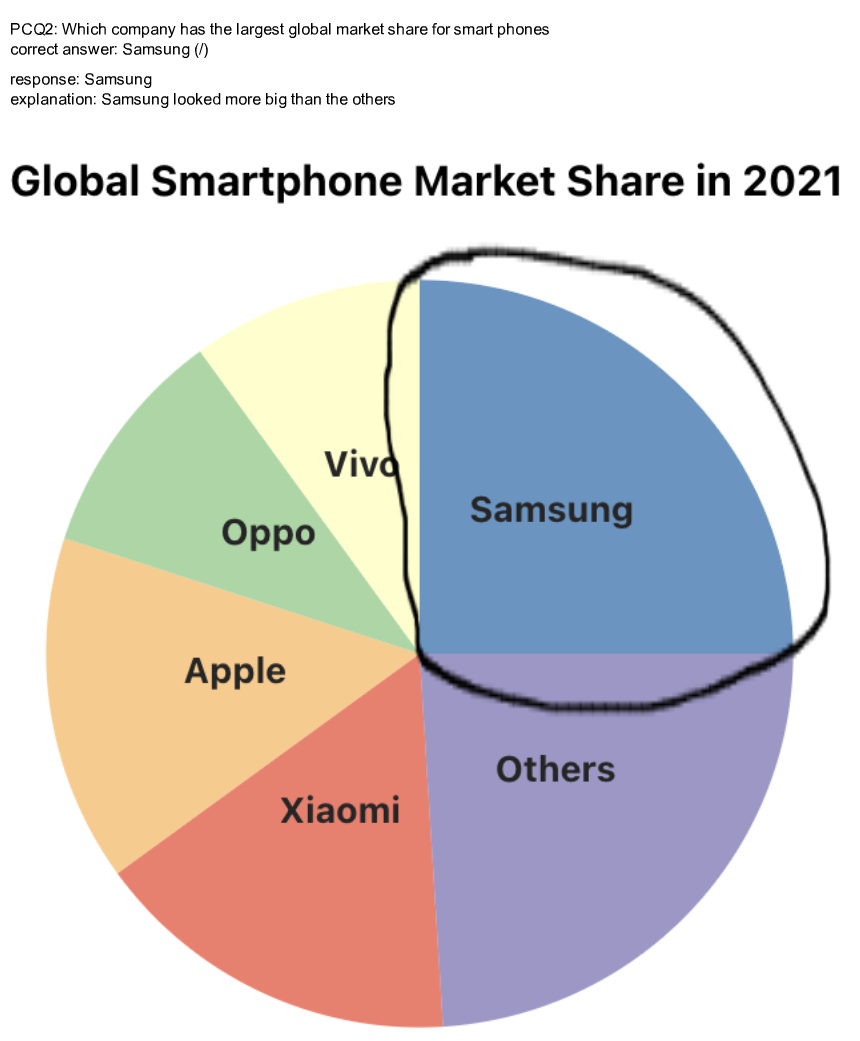 PCQ2: Which company has the largest global market share for smart phones
correct answer: Samsung (/)
response: Samsung
explanation: Samsung looked more big than the others
Global Smartphone Market Share in 2021
Vivo
Samsung
Oppo
Apple
Others
Xiaomi